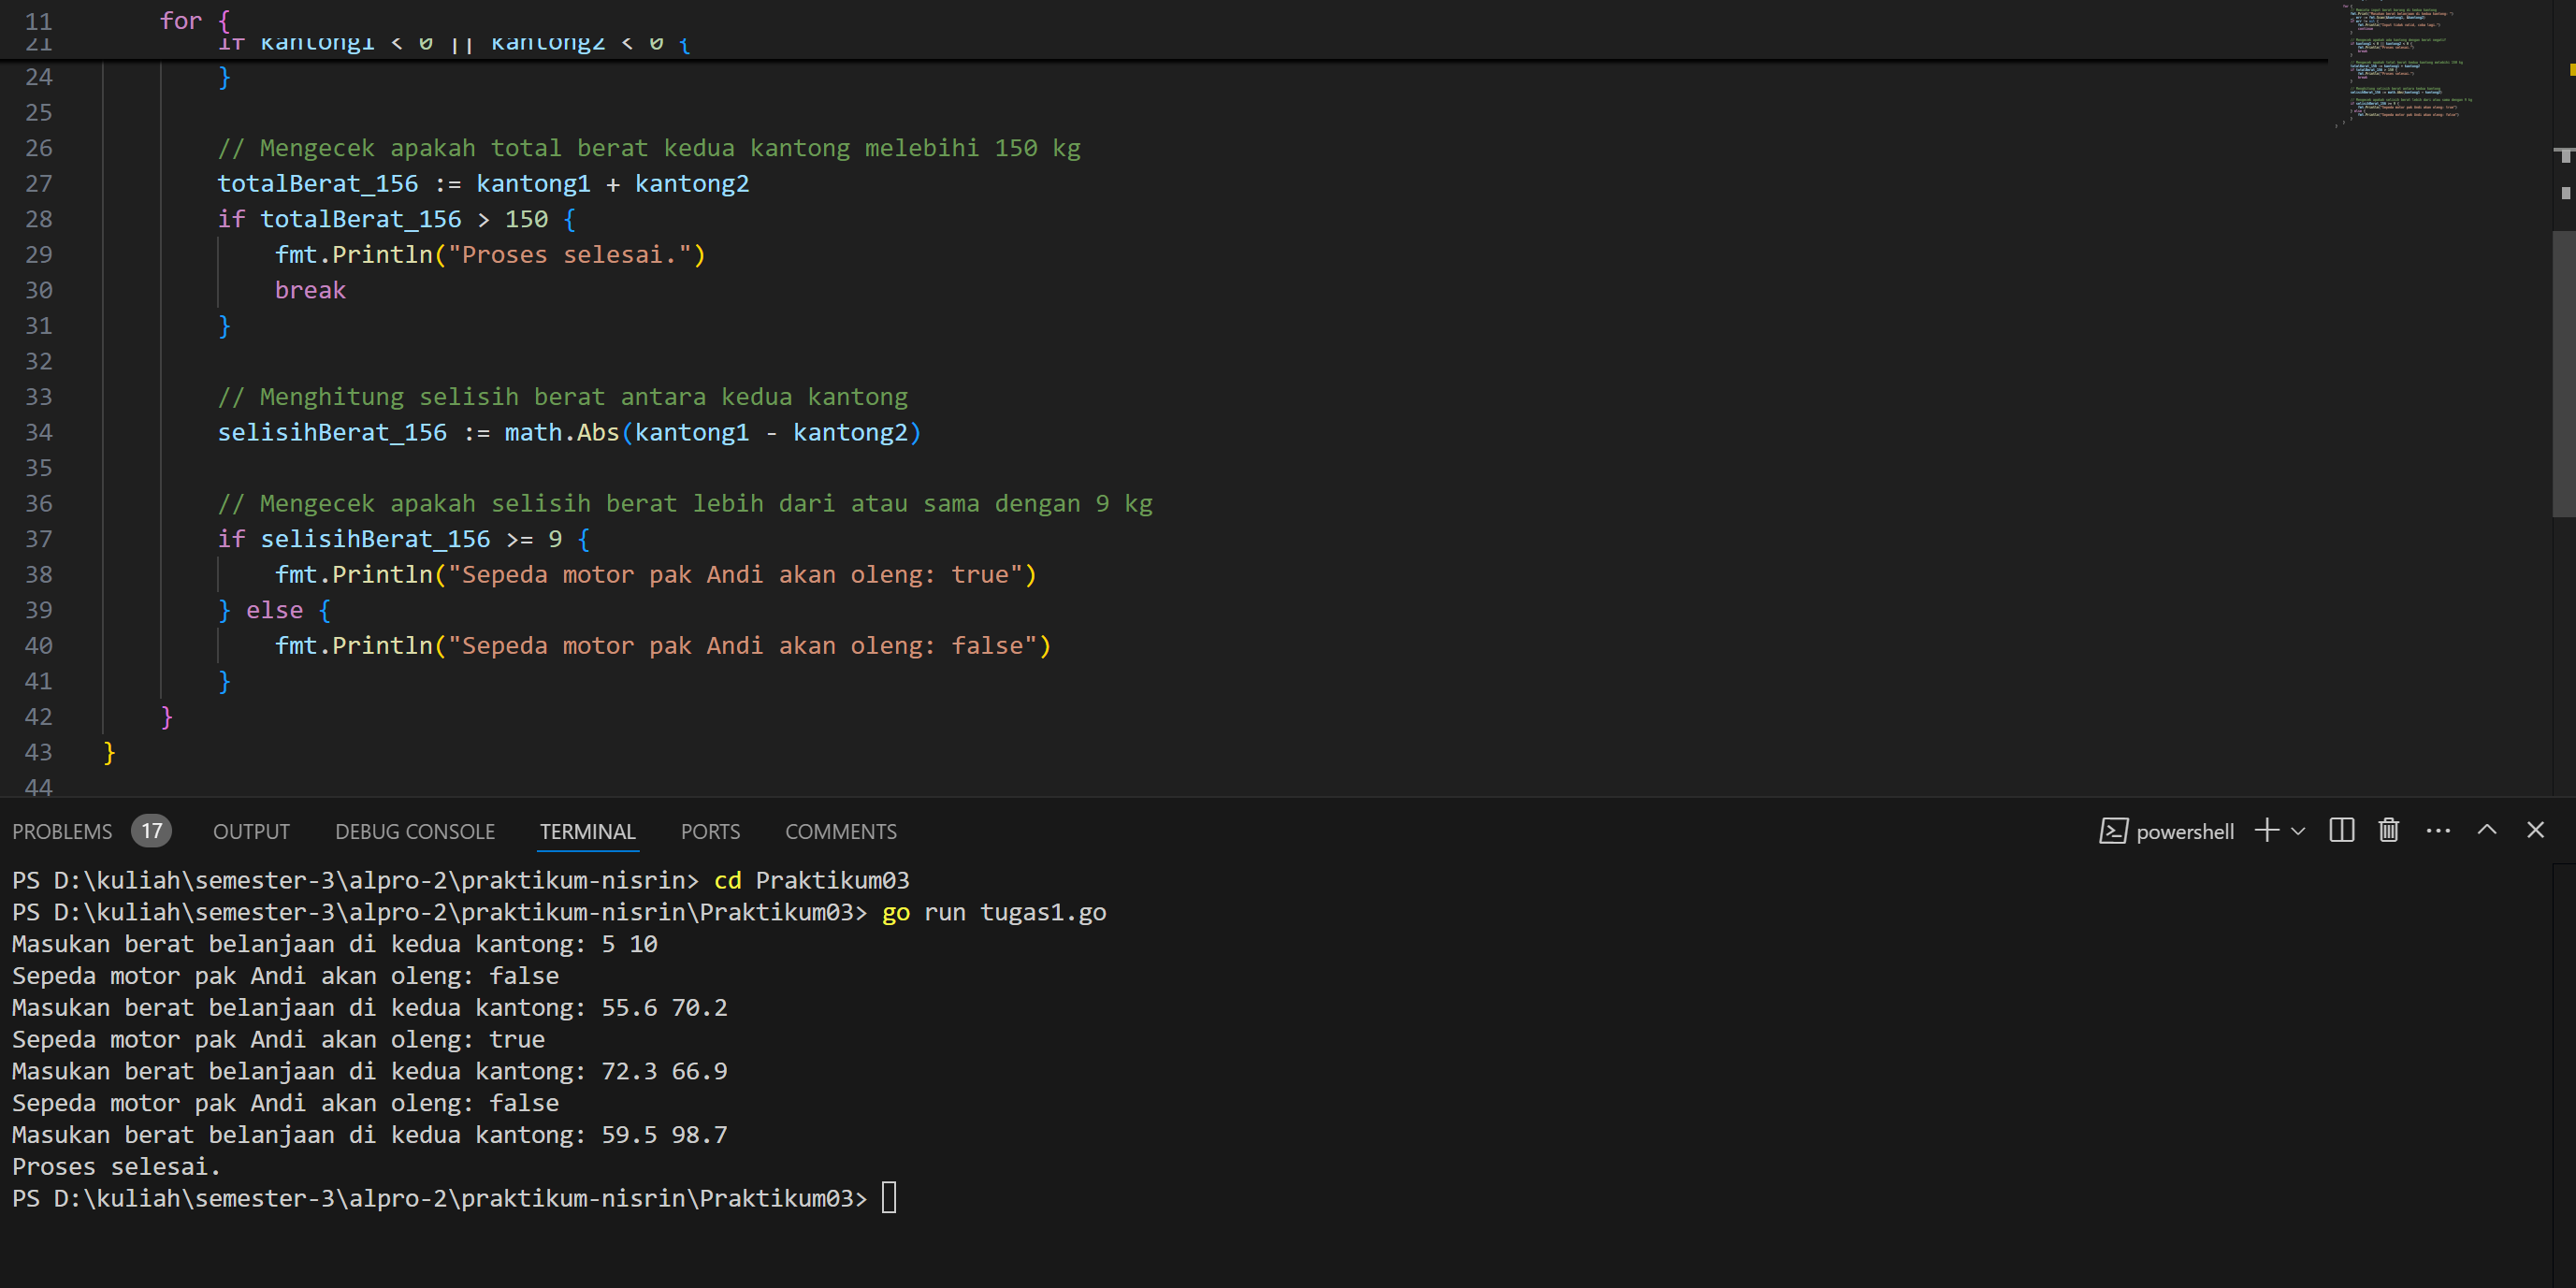 11 for {
21 if kantong1 < 0 || kantong2 < 0 {
24 }
25
26 // Mengecek apakah total berat kedua kantong melebihi 150 kg
27 totalBerat_156 := kantong1 + kantong2
28 if totalBerat_156 > 150 {
29 fmt.Println("Proses selesai.")
30 break
31 }
32
33 // Menghitung selisih berat antara kedua kantong
34 selisihBerat_156 := math.Abs(kantong1 - kantong2)
35
36 // Mengecek apakah selisih berat lebih dari atau sama dengan 9 kg
37 if selisihBerat_156 >= 9 {
38 fmt.Println("Sepeda motor pak Andi akan oleng: true")
39 } else {
40 fmt.Println("Sepeda motor pak Andi akan oleng: false")
41 }
42 }
43 }
44
PROBLEMS 17 OUTPUT DEBUG CONSOLE TERMINAL PORTS COMMENTS powershell
PS D:\kuliah\semester-3\alpro-2\praktikum-nisrin> cd Praktikum03
PS D:\kuliah\semester-3\alpro-2\praktikum-nisrin\Praktikum03> go run tugas1.go
Masukan berat belanjaan di kedua kantong: 5 10
Sepeda motor pak Andi akan oleng: false
Masukan berat belanjaan di kedua kantong: 55.6 70.2
Sepeda motor pak Andi akan oleng: true
Masukan berat belanjaan di kedua kantong: 72.3 66.9
Sepeda motor pak Andi akan oleng: false
Masukan berat belanjaan di kedua kantong: 59.5 98.7
Proses selesai.
PS D:\kuliah\semester-3\alpro-2\praktikum-nisrin\Praktikum03>